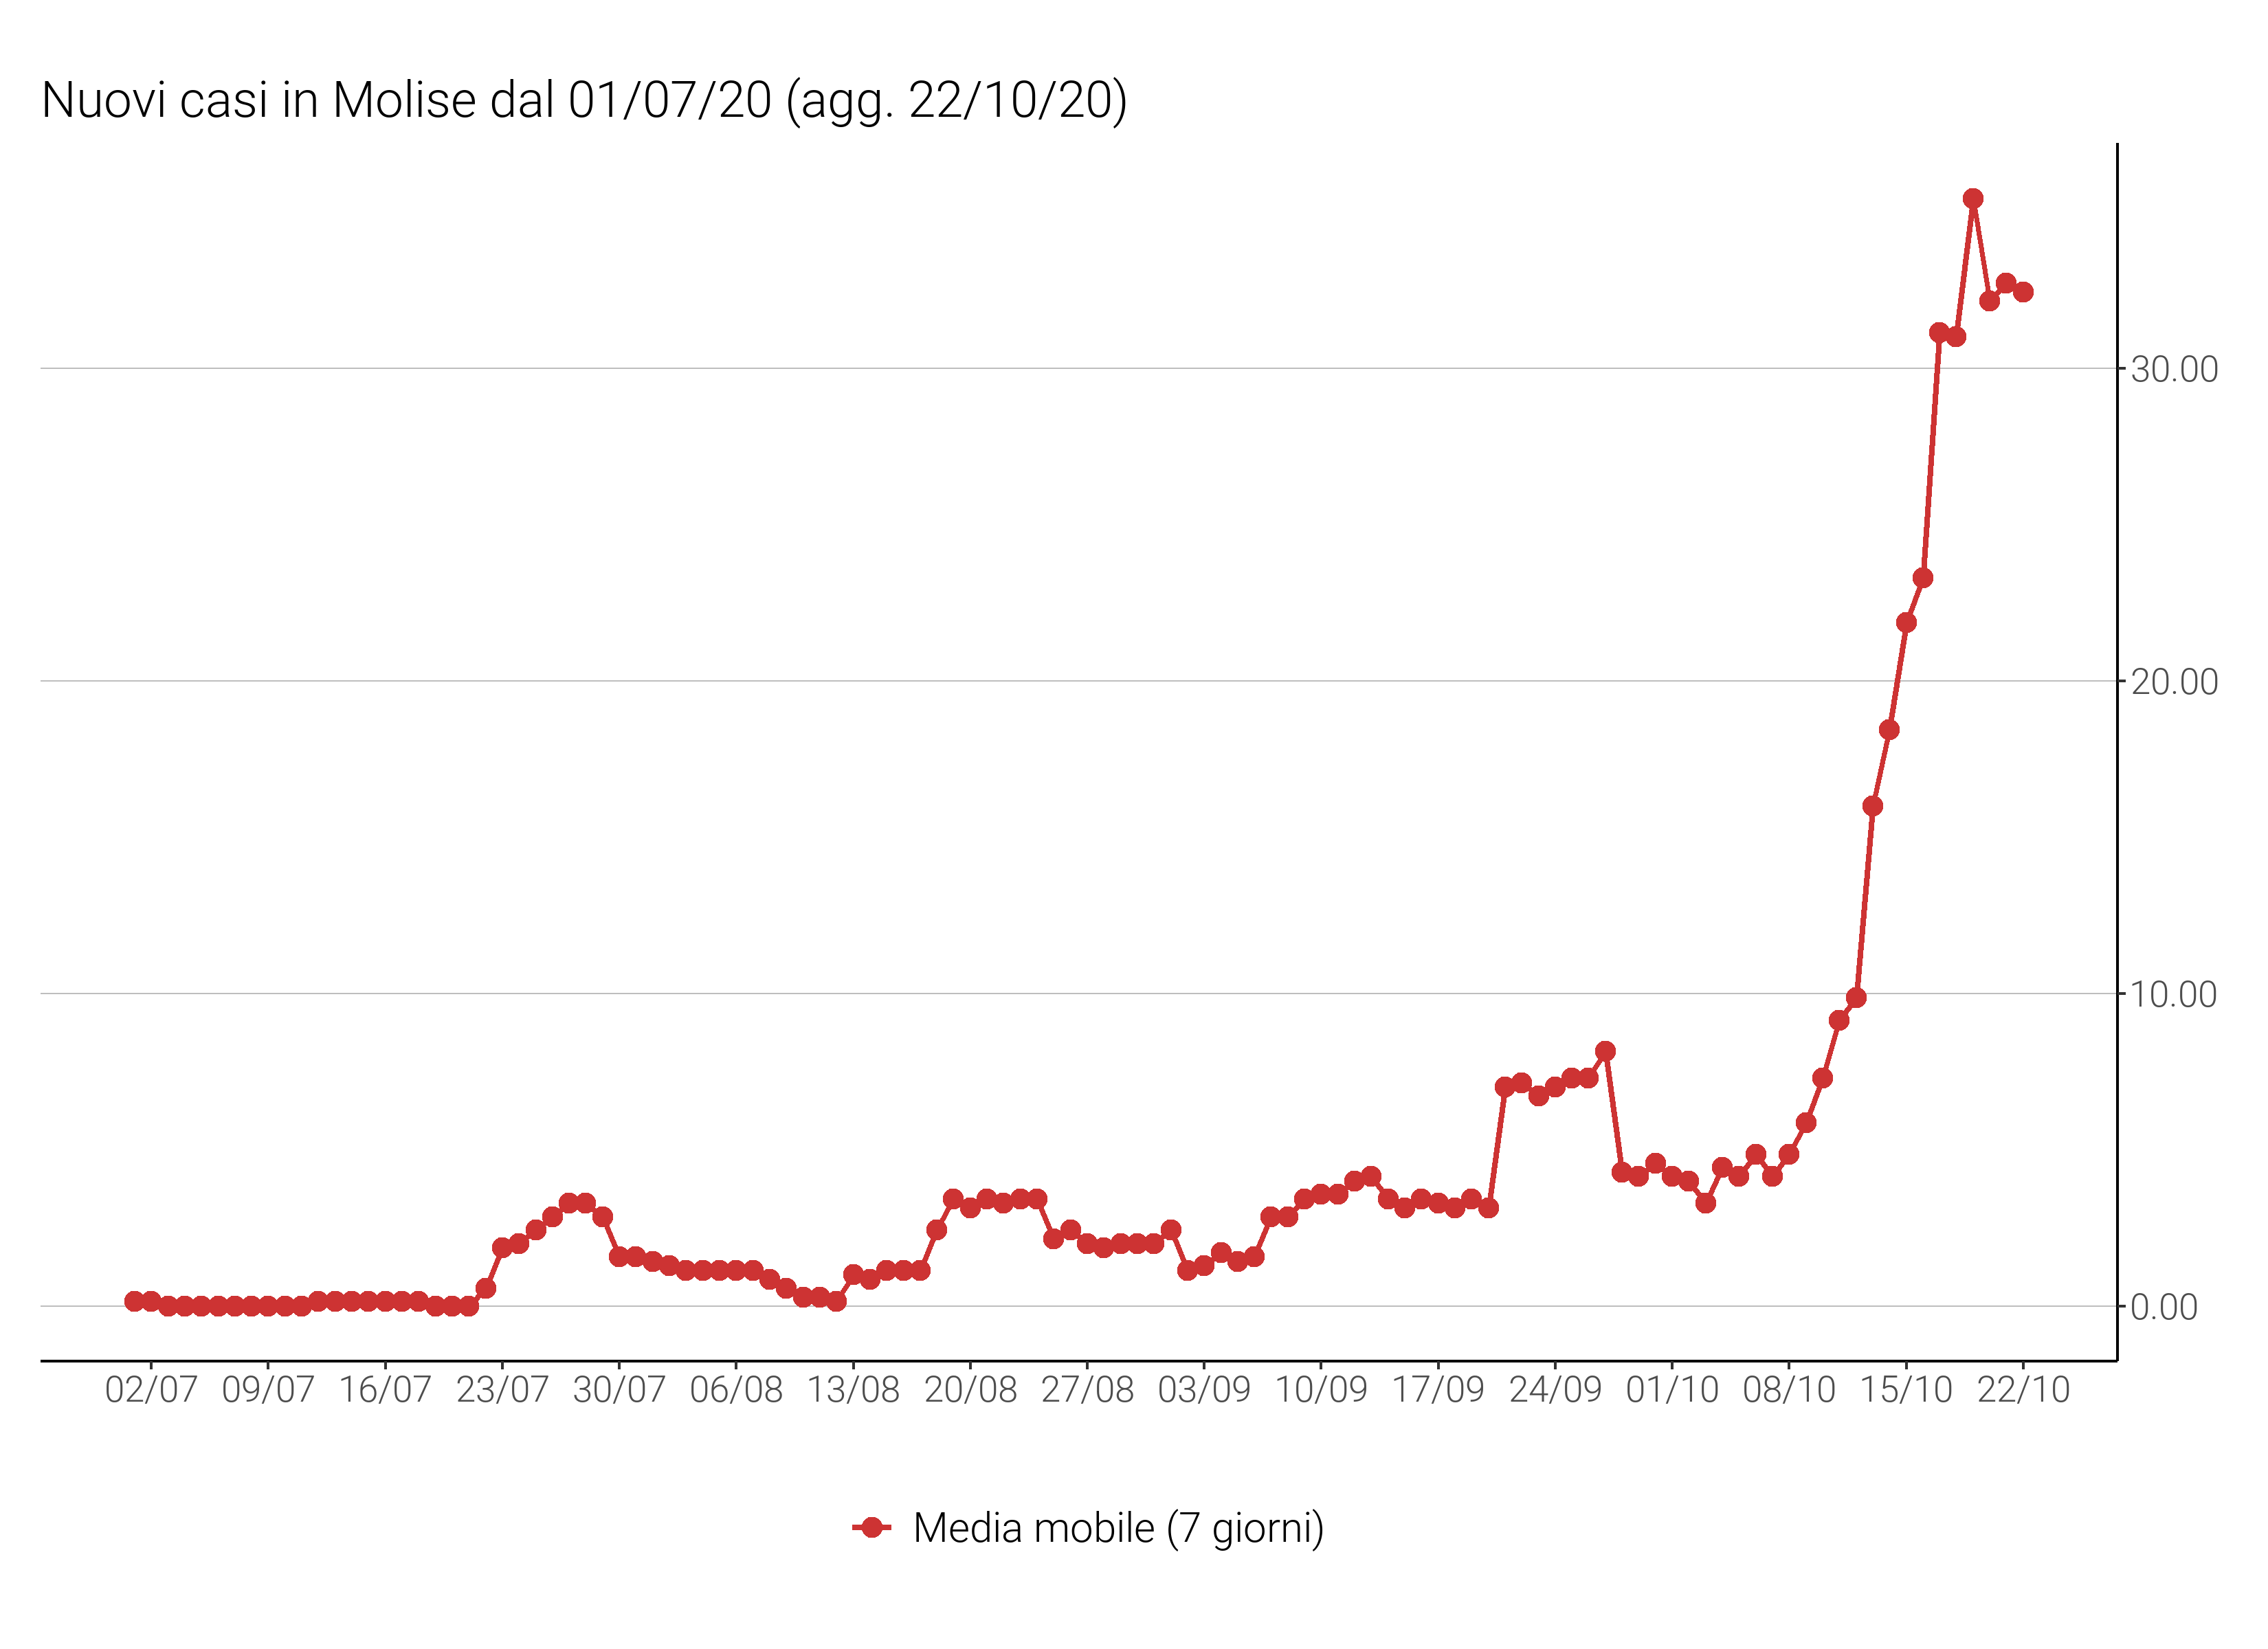 Nuovi casi in Molise dal 01/07/20 (agg. 22/10/20)
30.00
20.00
10.00
0.00
02/07 09/07 16/07 23/07 30/07 06/08 13/08 20/08 27/08 03/09 10/09 17/09 24/09 01/10 08/10 15/10 22/10
Media mobile (7 giorni)